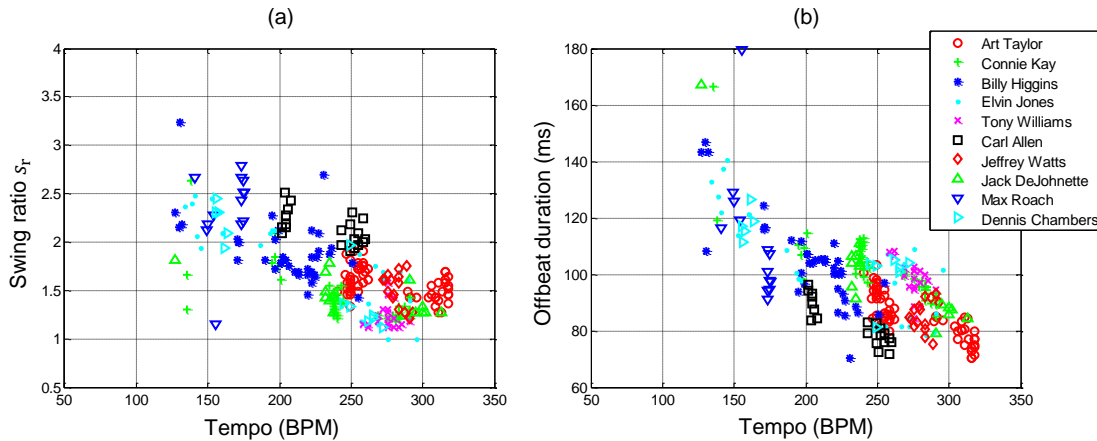 (a)
4
3.5
3
2.5
2
1.5
1
0.5
50
100
150
200
250
300
350
Swing ratio sᵣ
Tempo (BPM)
(b)
180
160
140
120
100
80
60
50
100
150
200
250
300
350
Offbeat duration (ms)
Tempo (BPM)
Art Taylor
Connie Kay
Billy Higgins
Elvin Jones
Tony Williams
Carl Allen
Jeffrey Watts
Jack DeJohnette
Max Roach
Dennis Chambers